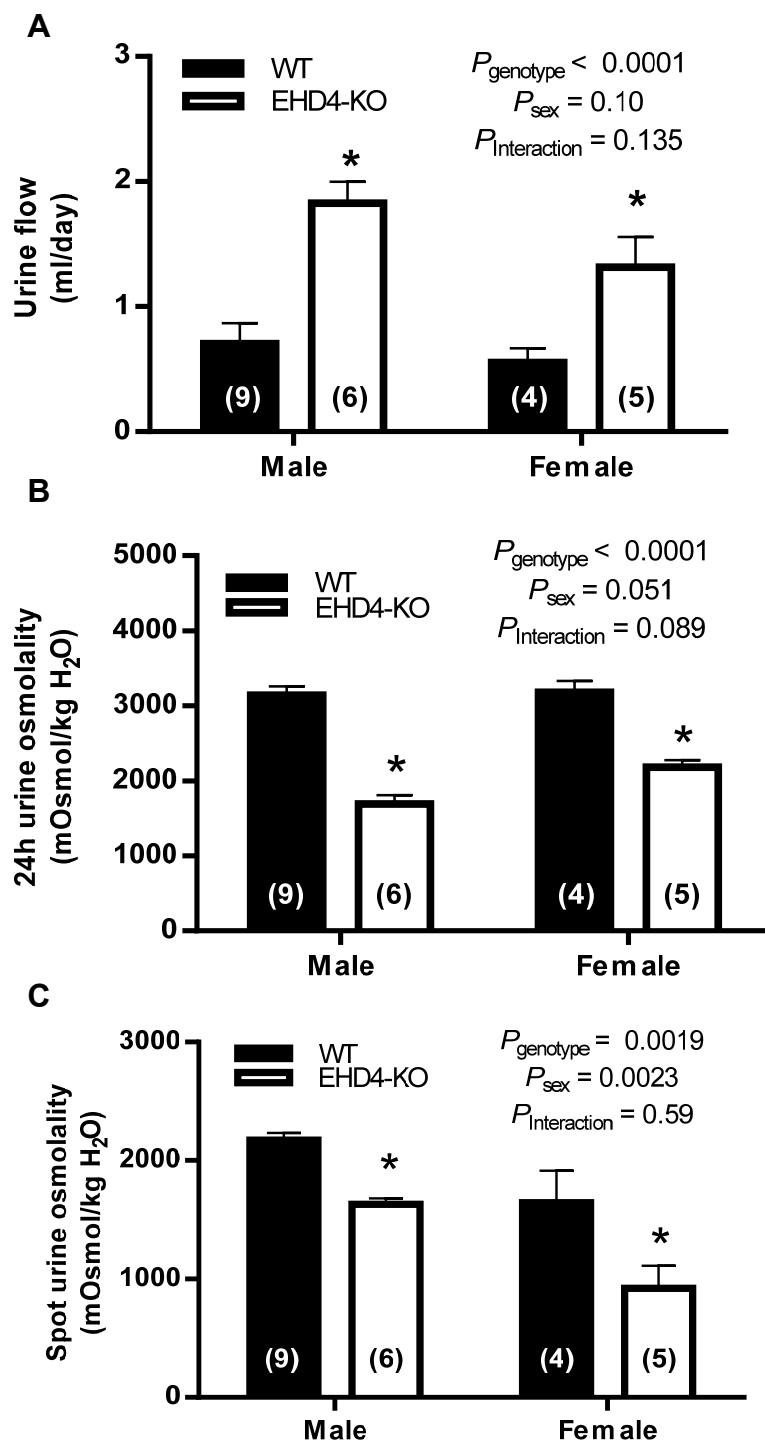 A
3
2
1
0
Urine flow
(ml/day)
WT
EHD4-KO
Pgenotype < 0.0001
Psex = 0.10
PInteraction = 0.135
*
*
(9)
(6)
(4)
(5)
Male
Female
B
5000
4000
3000
2000
1000
0
24h urine osmolality
(mOsmol/kg H2O)
WT
EHD4-KO
Pgenotype < 0.0001
Psex = 0.051
PInteraction = 0.089
*
*
(9)
(6)
(4)
(5)
Male
Female
C
3000
2000
1000
0
Spot urine osmolality
(mOsmol/kg H2O)
WT
EHD4-KO
Pgenotype = 0.0019
Psex = 0.0023
PInteraction = 0.59
*
*
(9)
(6)
(4)
(5)
Male
Female